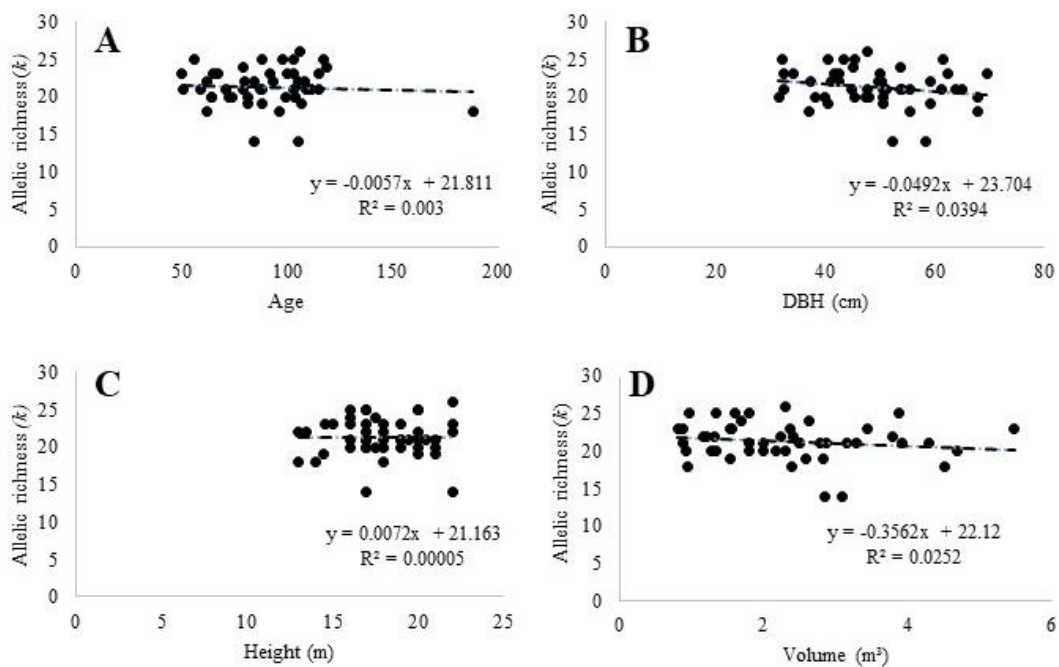 A
Allelic richness (k)
30
25
20
15
10
5
0
y = -0.0057x + 21.811
R² = 0.003
0 50 100 150 200
Age
B
Allelic richness (k)
30
25
20
15
10
5
0
y = -0.0492x + 23.704
R² = 0.0394
0 20 40 60 80
DBH (cm)
C
Allelic richness (k)
30
25
20
15
10
5
0
y = 0.0072x + 21.163
R² = 0.00005
0 5 10 15 20 25
Height (m)
D
Allelic richness (k)
30
25
20
15
10
5
0
y = -0.3562x + 22.12
R² = 0.0252
0 2 4 6
Volume (m³)